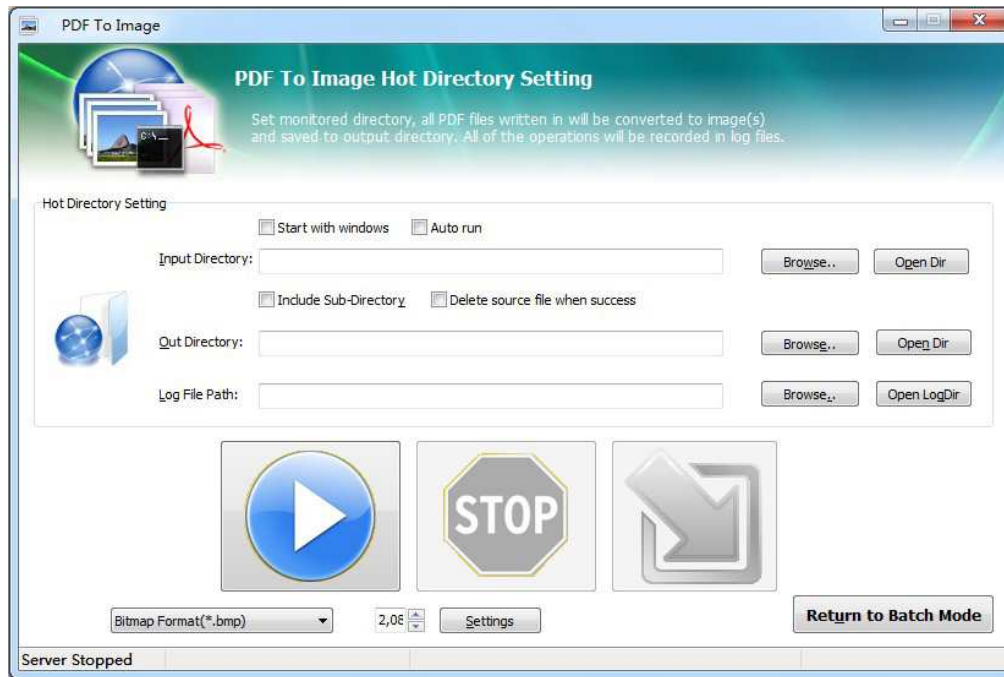 PDF To Image
PDF To Image Hot Directory Setting
Set monitored directory, all PDF files written in will be converted to image(s)
and saved to output directory. All of the operations will be recorded in log files.
C:\_
Hot Directory Setting
Start with windows Auto run
Input Directory: Browse.. Open Dir
Include Sub-Directory Delete source file when success
Out Directory: Browse.. Open Dir
Log File Path: Browse.. Open LogDir
STOP
Bitmap Format(*.bmp) 2,08 Settings Return to Batch Mode
Server Stopped